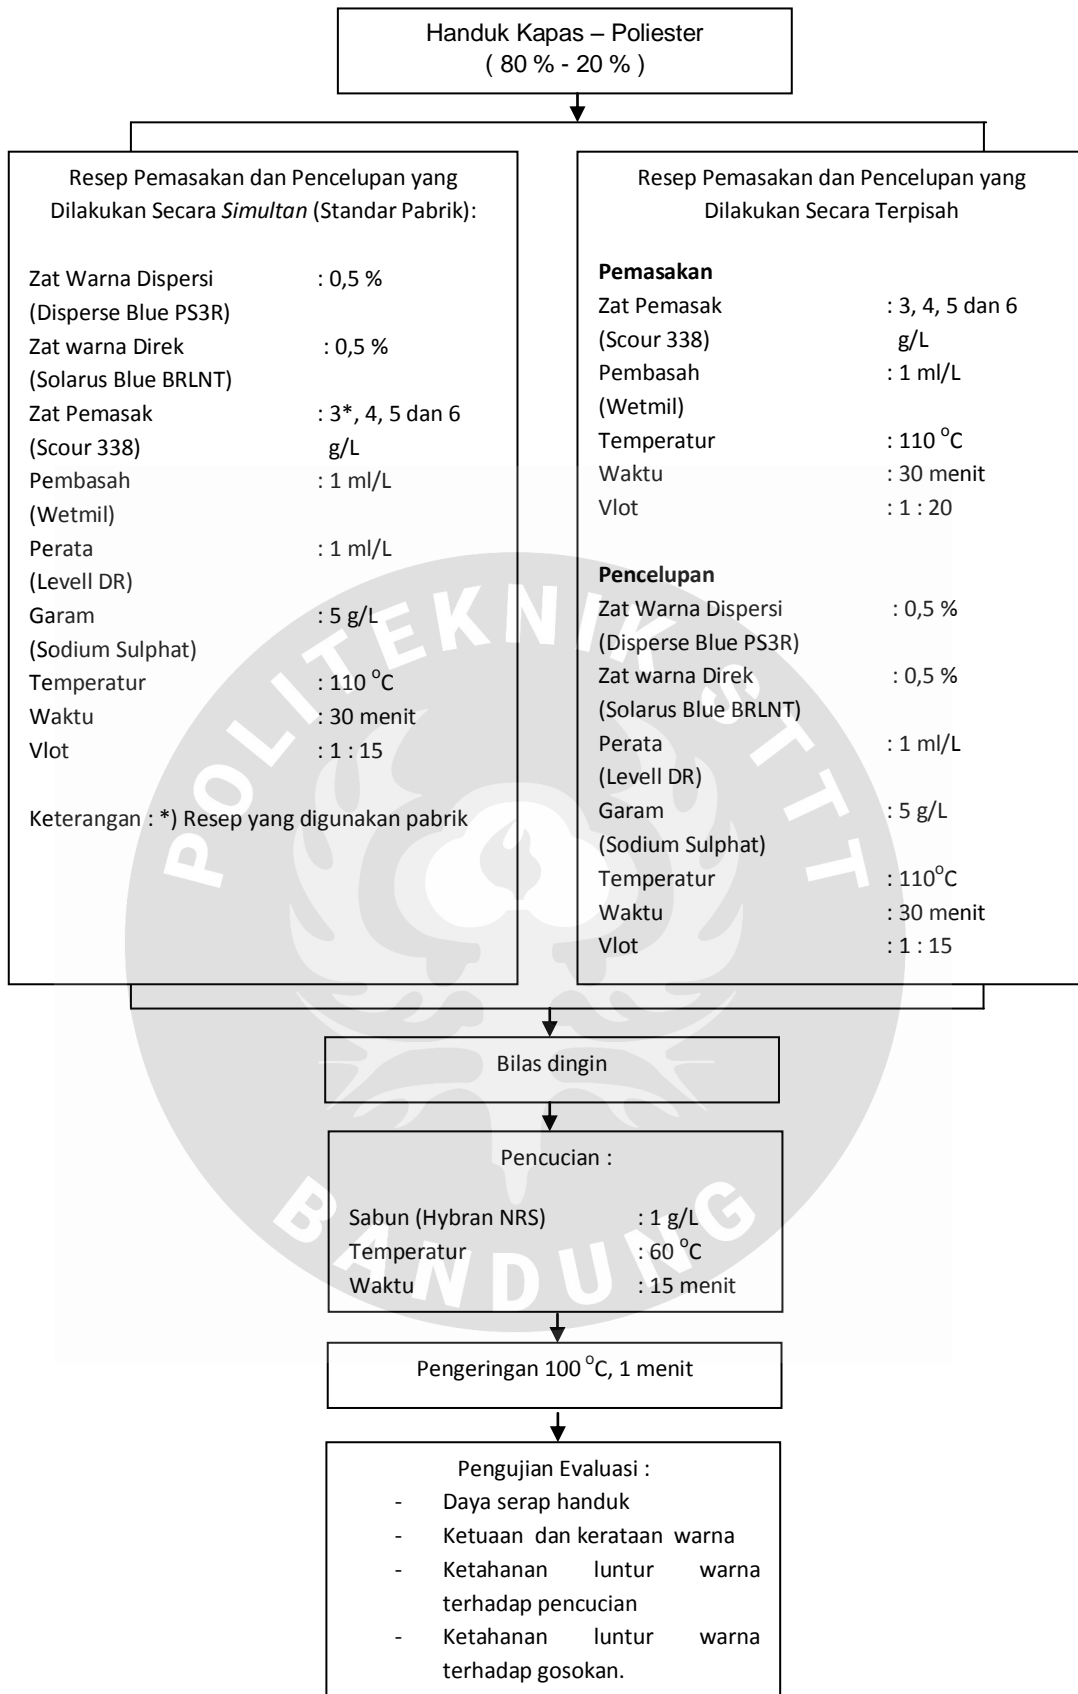 Handuk Kapas – Poliester
( 80 % - 20 % )
Resep Pemasakan dan Pencelupan yang
Dilakukan Secara Simultan (Standar Pabrik):
Zat Warna Dispersi : 0,5 %
(Disperse Blue PS3R)
Zat warna Direk : 0,5 %
(Solarus Blue BRLNT)
Zat Pemasak : 3*, 4, 5 dan 6
(Scour 338) g/L
Pembasah : 1 ml/L
(Wetmil)
Perata : 1 ml/L
(Levell DR)
Garam : 5 g/L
(Sodium Sulphat)
Temperatur : 110 °C
Waktu : 30 menit
Vlot : 1 : 15
Keterangan : *) Resep yang digunakan pabrik
Resep Pemasakan dan Pencelupan yang
Dilakukan Secara Terpisah
Pemasakan
Zat Pemasak : 3, 4, 5 dan 6
(Scour 338) g/L
Pembasah : 1 ml/L
(Wetmil)
Temperatur : 110 °C
Waktu : 30 menit
Vlot : 1 : 20
Pencelupan
Zat Warna Dispersi : 0,5 %
(Disperse Blue PS3R)
Zat warna Direk : 0,5 %
(Solarus Blue BRLNT)
Perata : 1 ml/L
(Levell DR)
Garam : 5 g/L
(Sodium Sulphat)
Temperatur : 110°C
Waktu : 30 menit
Vlot : 1 : 15
Bilas dingin
Pencucian :
Sabun (Hybran NRS) : 1 g/L
Temperatur : 60 °C
Waktu : 15 menit
Pengeringan 100 °C, 1 menit
Pengujian Evaluasi :
- Daya serap handuk
- Ketuaan dan kerataan warna
- Ketahanan luntur warna
terhadap pencucian
- Ketahanan luntur warna
terhadap gosokan.
POLITEKNIK STTT
BANDUNG